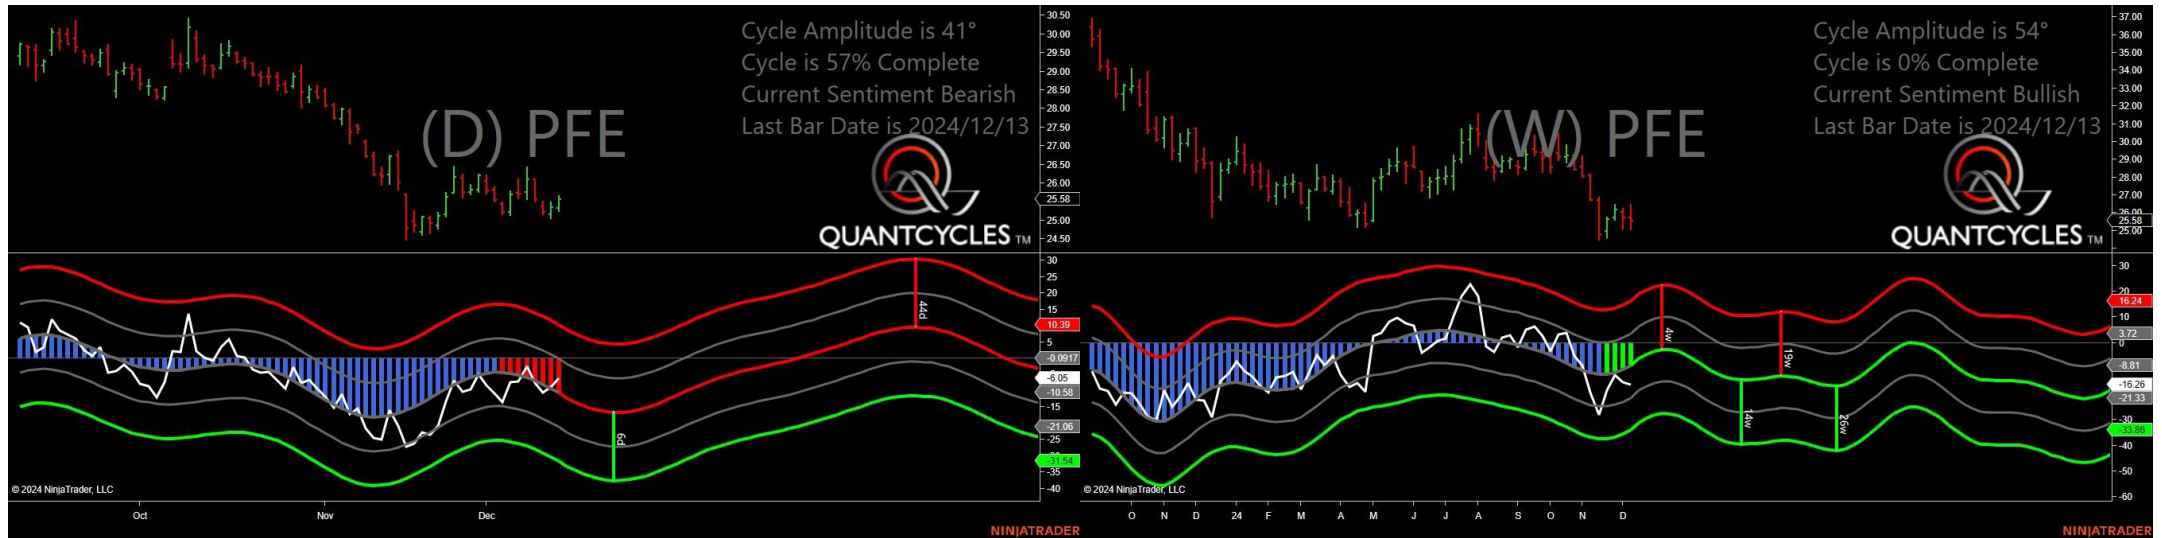 Cycle Amplitude is 41°
Cycle is 57% Complete
Current Sentiment Bearish
Last Bar Date is 2024/12/13
(D) PFE
QUANTCYCLES TM
30.50
30.00
29.50
29.00
28.50
28.00
27.50
27.00
26.50
26.00
25.58
25.00
24.50
30
25
20
15
10.39
5
-0.0917
-6.05
-10.58
-15
-21.06
-25
-31.54
-35
-40
44d
6d
© 2024 NinjaTrader, LLC
Oct
Nov
Dec
NINJATRADER
Cycle Amplitude is 54°
Cycle is 0% Complete
Current Sentiment Bullish
Last Bar Date is 2024/12/13
(W) PFE
QUANTCYCLES TM
37.00
36.00
35.00
34.00
33.00
32.00
31.00
30.00
29.00
28.00
27.00
26.00
25.58
25.00
30
16.24
10
3.72
0
-8.81
-16.26
-21.33
-30
-33.86
-40
-50
-60
4w
19w
14w
26w
© 2024 NinjaTrader, LLC
O N D 24 F M A M J J A S O N D
NINJATRADER